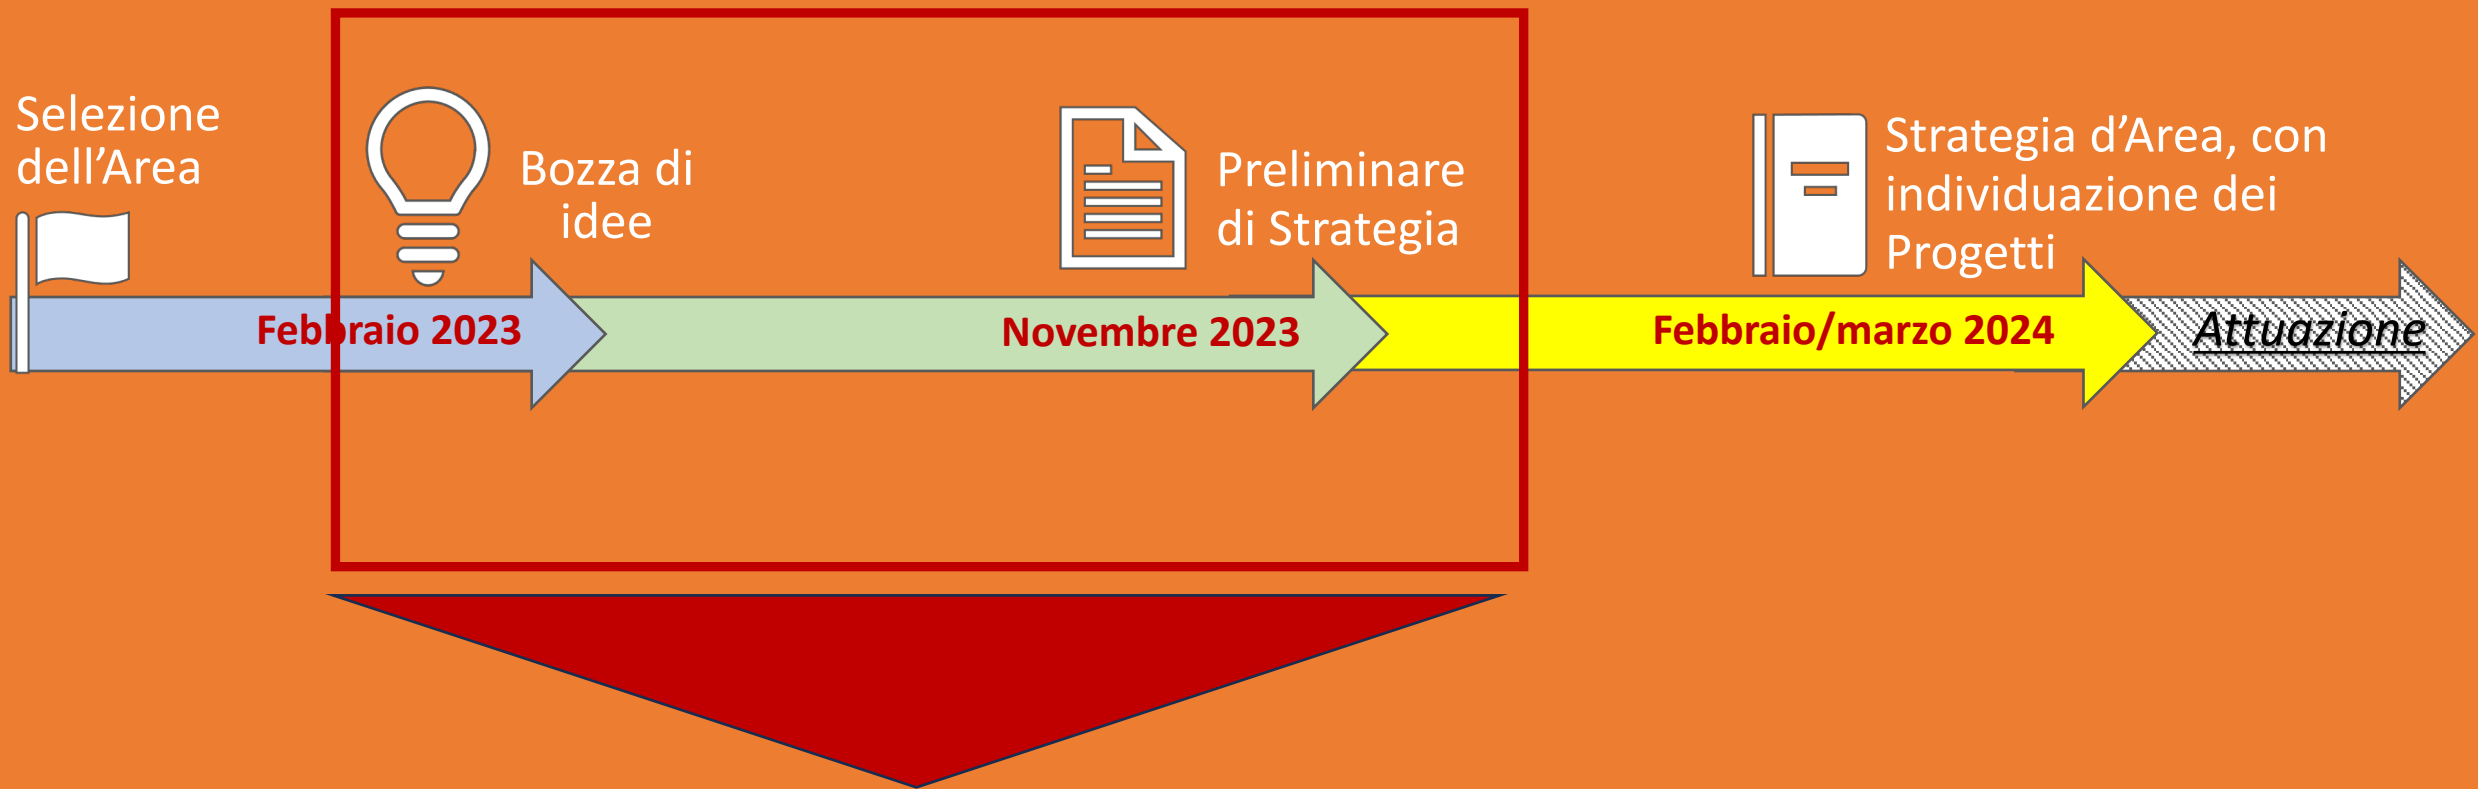 Selezione
dell'Area
Bozza di
idee
Preliminare
di Strategia
Strategia d'Area, con
individuazione dei
Progetti
Febbraio 2023
Novembre 2023
Febbraio/marzo 2024
Attuazione